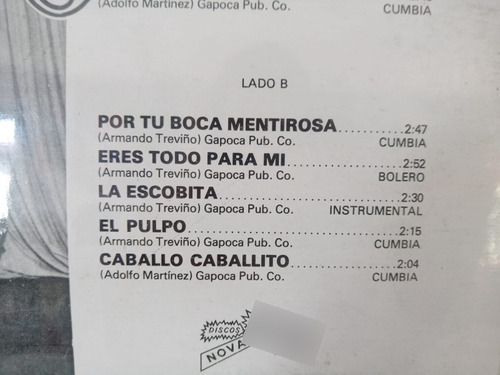 (Adolfo Martínez) Gapoca Pub. Co.
CUMBIA
LADO B
POR TU BOCA MENTIROSA..........2:47
(Armando Treviño) Gapoca Pub. Co. CUMBIA
ERES TODO PARA MI................2:52
(Armando Treviño) Gapoca Pub. Co. BOLERO
LA ESCOBITA..........................2:30
(Armando Treviño) Gapoca Pub. Co. INSTRUMENTAL
EL PULPO..............................2:15
(Armando Treviño) Gapoca Pub. Co. CUMBIA
CABALLO CABALLITO...............2:04
(Adolfo Martínez) Gapoca Pub. Co. CUMBIA
DISCOS
NOVA